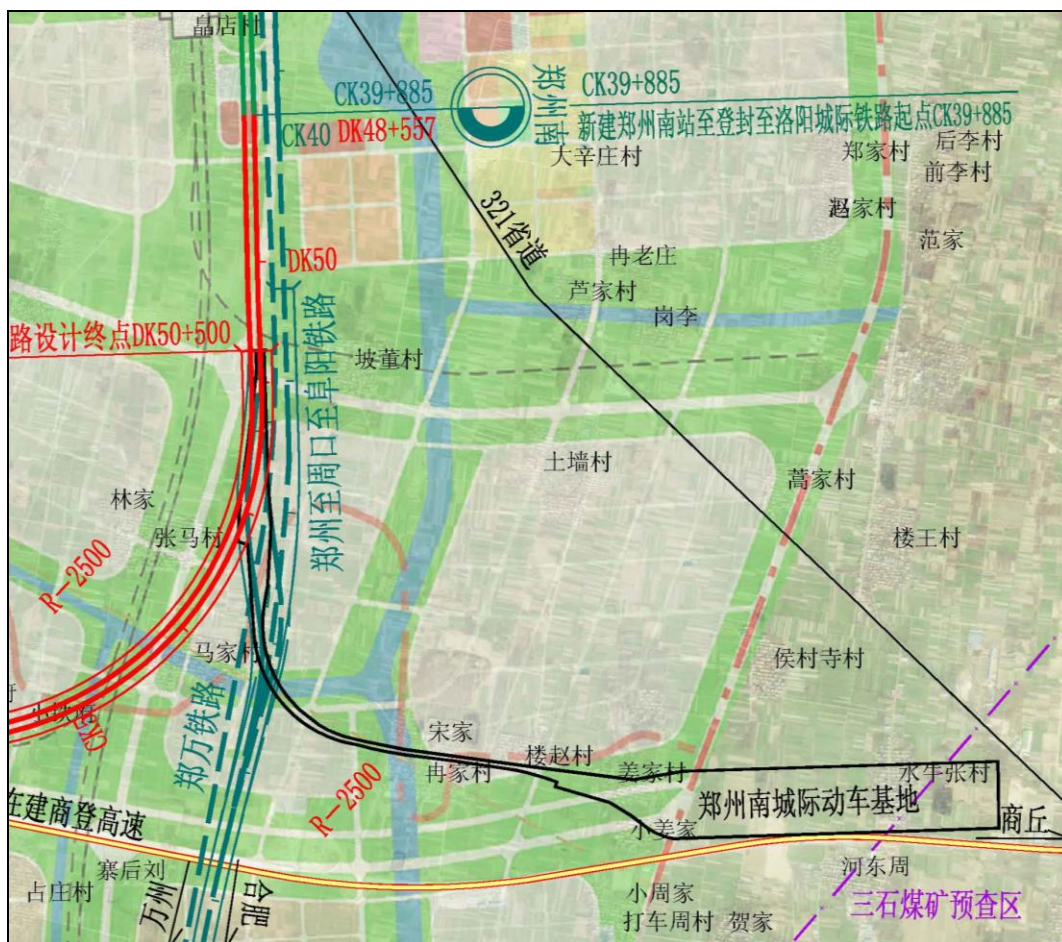 晶店村
CK39+885
郑州南
CK39+885
CK40
DK48+557
新建郑州南站至登封至洛阳城际铁路起点CK39+885
大辛庄村
郑家村
后李村
前李村
321省道
范家
冉老庄
DK50
芦家村
岗李
路设计终点DK50+500
坡董村
郑州至周口至阜阳铁路
土墙村
蒿家村
林家
张马村
楼王村
R-2500
马家村
侯村寺村
郑万铁路
宋家
冉家村
楼赵村
姜家村
水牛张村
R-2500
郑州南城际动车基地
小姜家
商丘
在建商登高速
寨后刘
占庄村
万州
合肥
河东周
小周家
打车周村
贺家
三石煤矿预查区